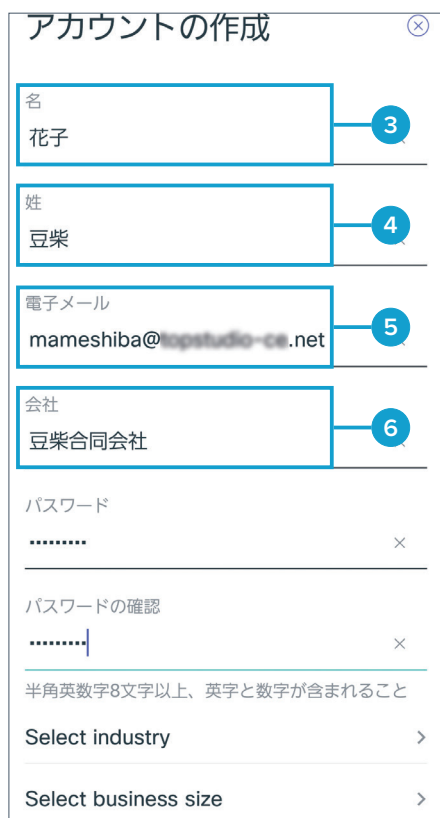 アカウントの作成
名
花子
3
姓
豆柴
4
電子メール
mameshiba@ .net
5
会社
豆柴合同会社
6
パスワード
•••••••••
パスワードの確認
•••••••••
半角英数字8文字以上、英字と数字が含まれること
Select industry
Select business size